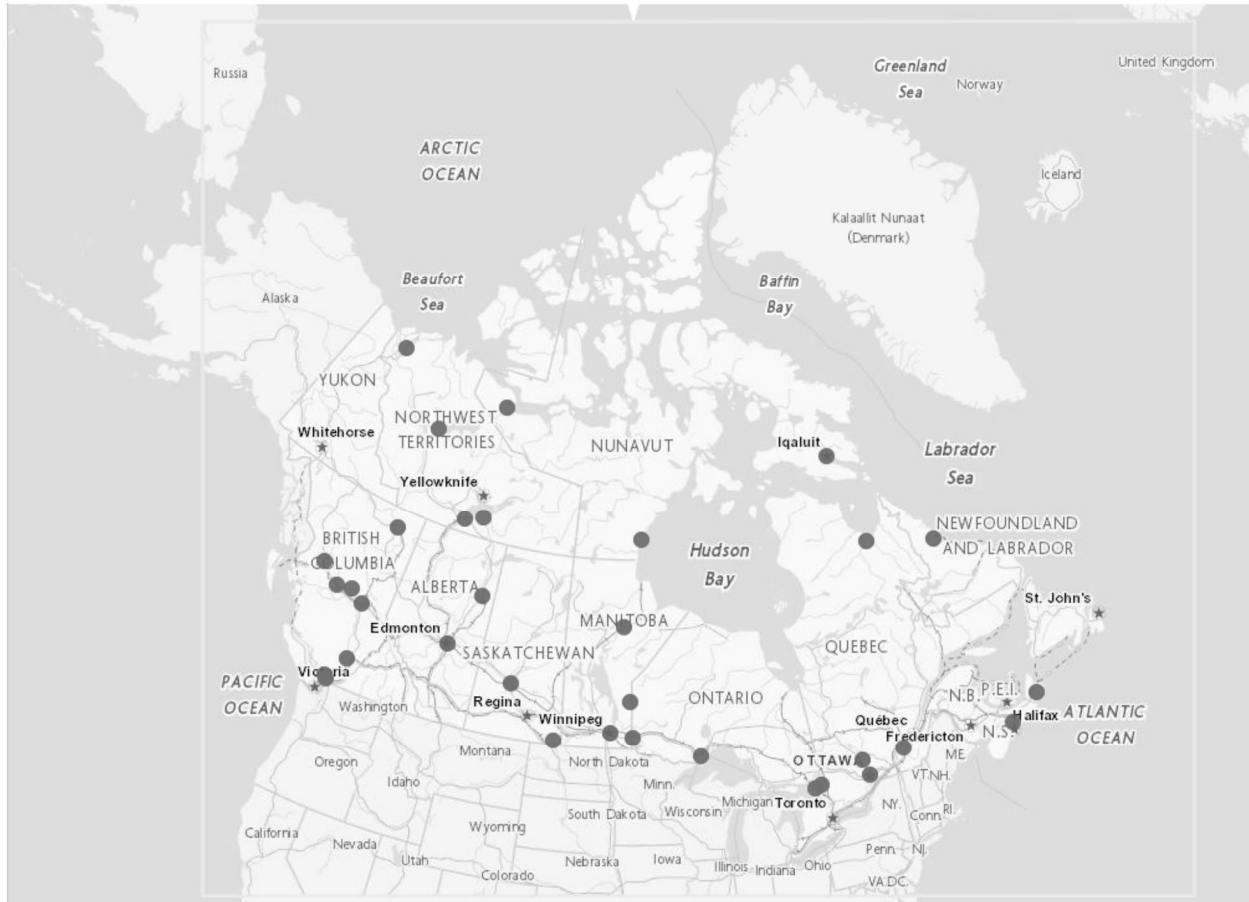 Russia
Greenland
Sea
Norway
United Kingdom
ARCTIC
OCEAN
Iceland
Kalaallit Nunaat
(Denmark)
Beaufort
Sea
Baffin
Bay
Alaska
YUKON
NORTHWEST
TERRITORIES
Whitehorse
NUNAVUT
Iqaluit
Labrador
Sea
Yellowknife
BRITISH
COLUMBIA
Hudson
Bay
NEWFOUNDLAND
AND LABRADOR
ALBERTA
St. John's
Edmonton
MANITOBA
SASKATCHEWAN
QUEBEC
Victoria
PACIFIC
OCEAN
Washington
Regina
Winnipeg
ONTARIO
N.B.
P.E.I.
Québec
Fredericton
Halifax
N.S.
ATLANTIC
OCEAN
Montana
North Dakota
OTTAWA
ME.
Oregon
Idaho
Minn.
VT.
NH.
Toronto
Michigan
South Dakota
Wisconsin
NY.
Conn.
RI.
California
Nevada
Wyoming
Utah
Colorado
Nebraska
Iowa
Illinois
Indiana
Ohio
Penn.
NJ.
VA.
DC.